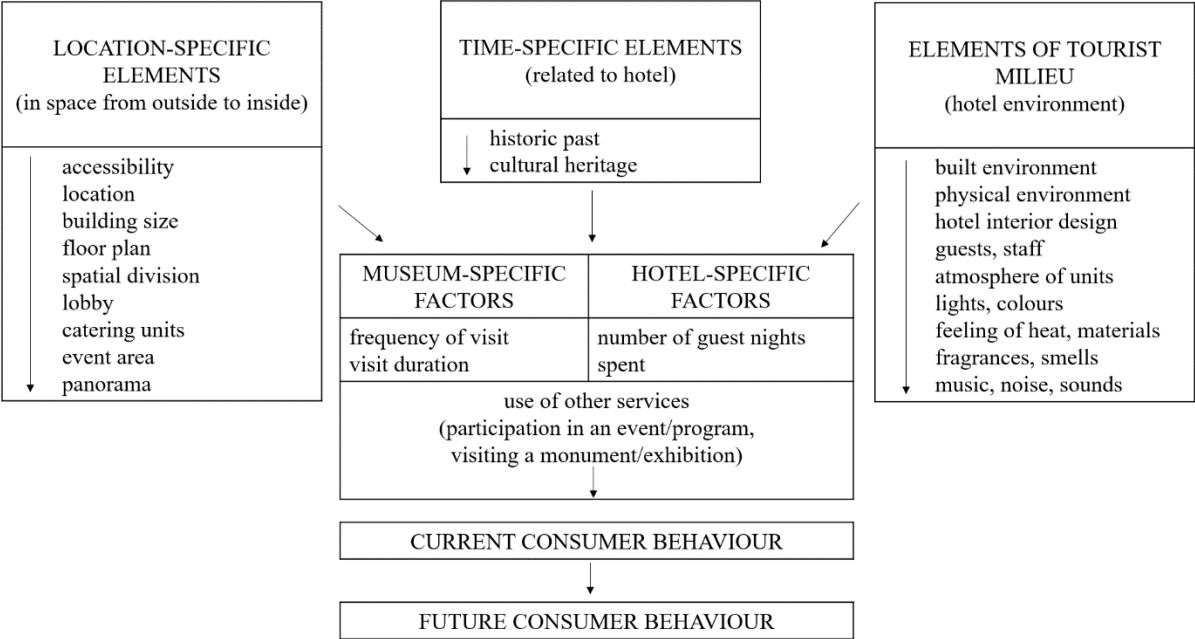 LOCATION-SPECIFIC
ELEMENTS
(in space from outside to inside)
accessibility
location
building size
floor plan
spatial division
lobby
catering units
event area
panorama
TIME-SPECIFIC ELEMENTS
(related to hotel)
historic past
cultural heritage
ELEMENTS OF TOURIST
MILIEU
(hotel environment)
built environment
physical environment
hotel interior design
guests, staff
atmosphere of units
lights, colours
feeling of heat, materials
fragrances, smells
music, noise, sounds
MUSEUM-SPECIFIC
FACTORS
frequency of visit
visit duration
HOTEL-SPECIFIC
FACTORS
number of guest nights
spent
use of other services
(participation in an event/program,
visiting a monument/exhibition)
CURRENT CONSUMER BEHAVIOUR
FUTURE CONSUMER BEHAVIOUR